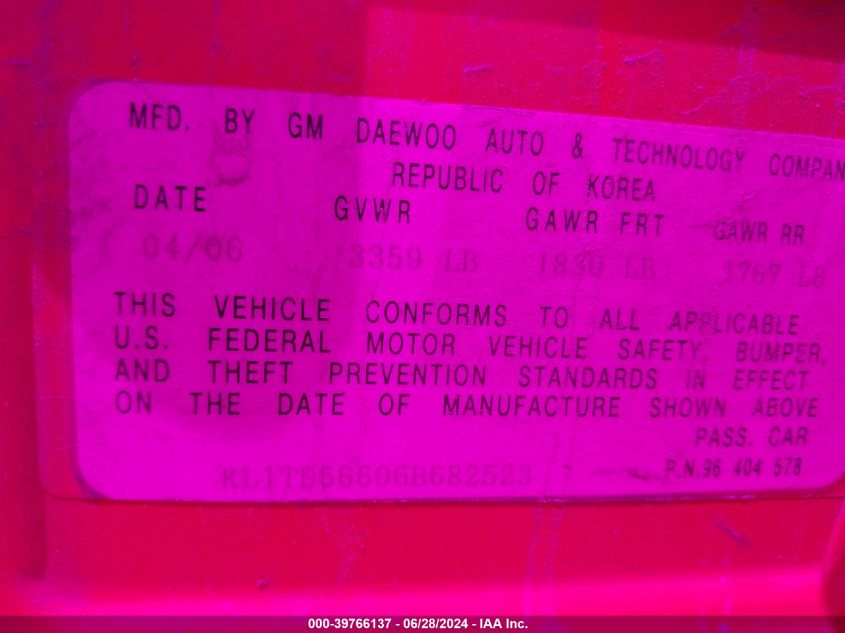 MFD. BY GM DAEWOO AUTO & TECHNOLOGY COMPAN
REPUBLIC OF KOREA
DATE GVWR GAWR FRT GAWR RR
04/06 3359 LB 1830 LB 1767 LB
THIS VEHICLE CONFORMS TO ALL APPLICABLE
U.S. FEDERAL MOTOR VEHICLE SAFETY, BUMPER,
AND THEFT PREVENTION STANDARDS IN EFFECT
ON THE DATE OF MANUFACTURE SHOWN ABOVE
PASS. CAR
KL1TD56606B682523 P.N.96 404 578
000-39766137 - 06/28/2024 - IAA Inc.